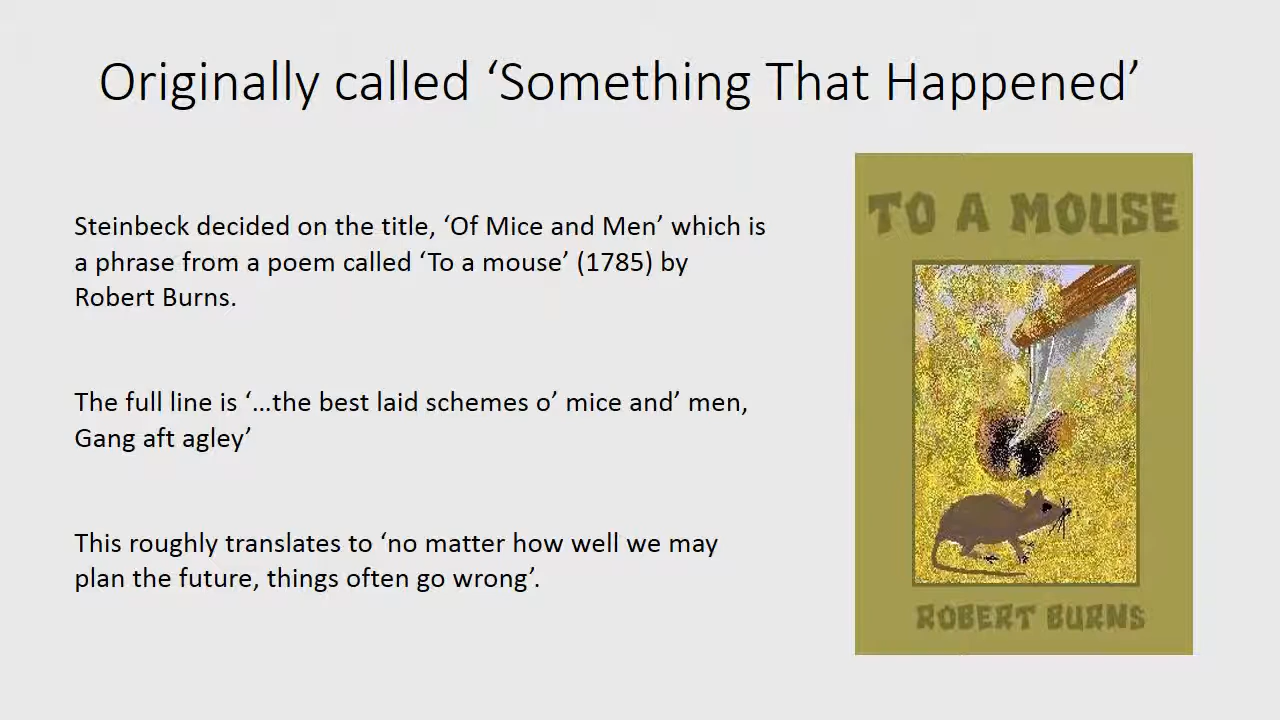 Originally called ‘Something That Happened’
Steinbeck decided on the title, ‘Of Mice and Men’ which is
a phrase from a poem called ‘To a mouse’ (1785) by
Robert Burns.
The full line is ‘…the best laid schemes o’ mice and’ men,
Gang aft agley’
This roughly translates to ‘no matter how well we may
plan the future, things often go wrong’.
TO A MOUSE
ROBERT BURNS